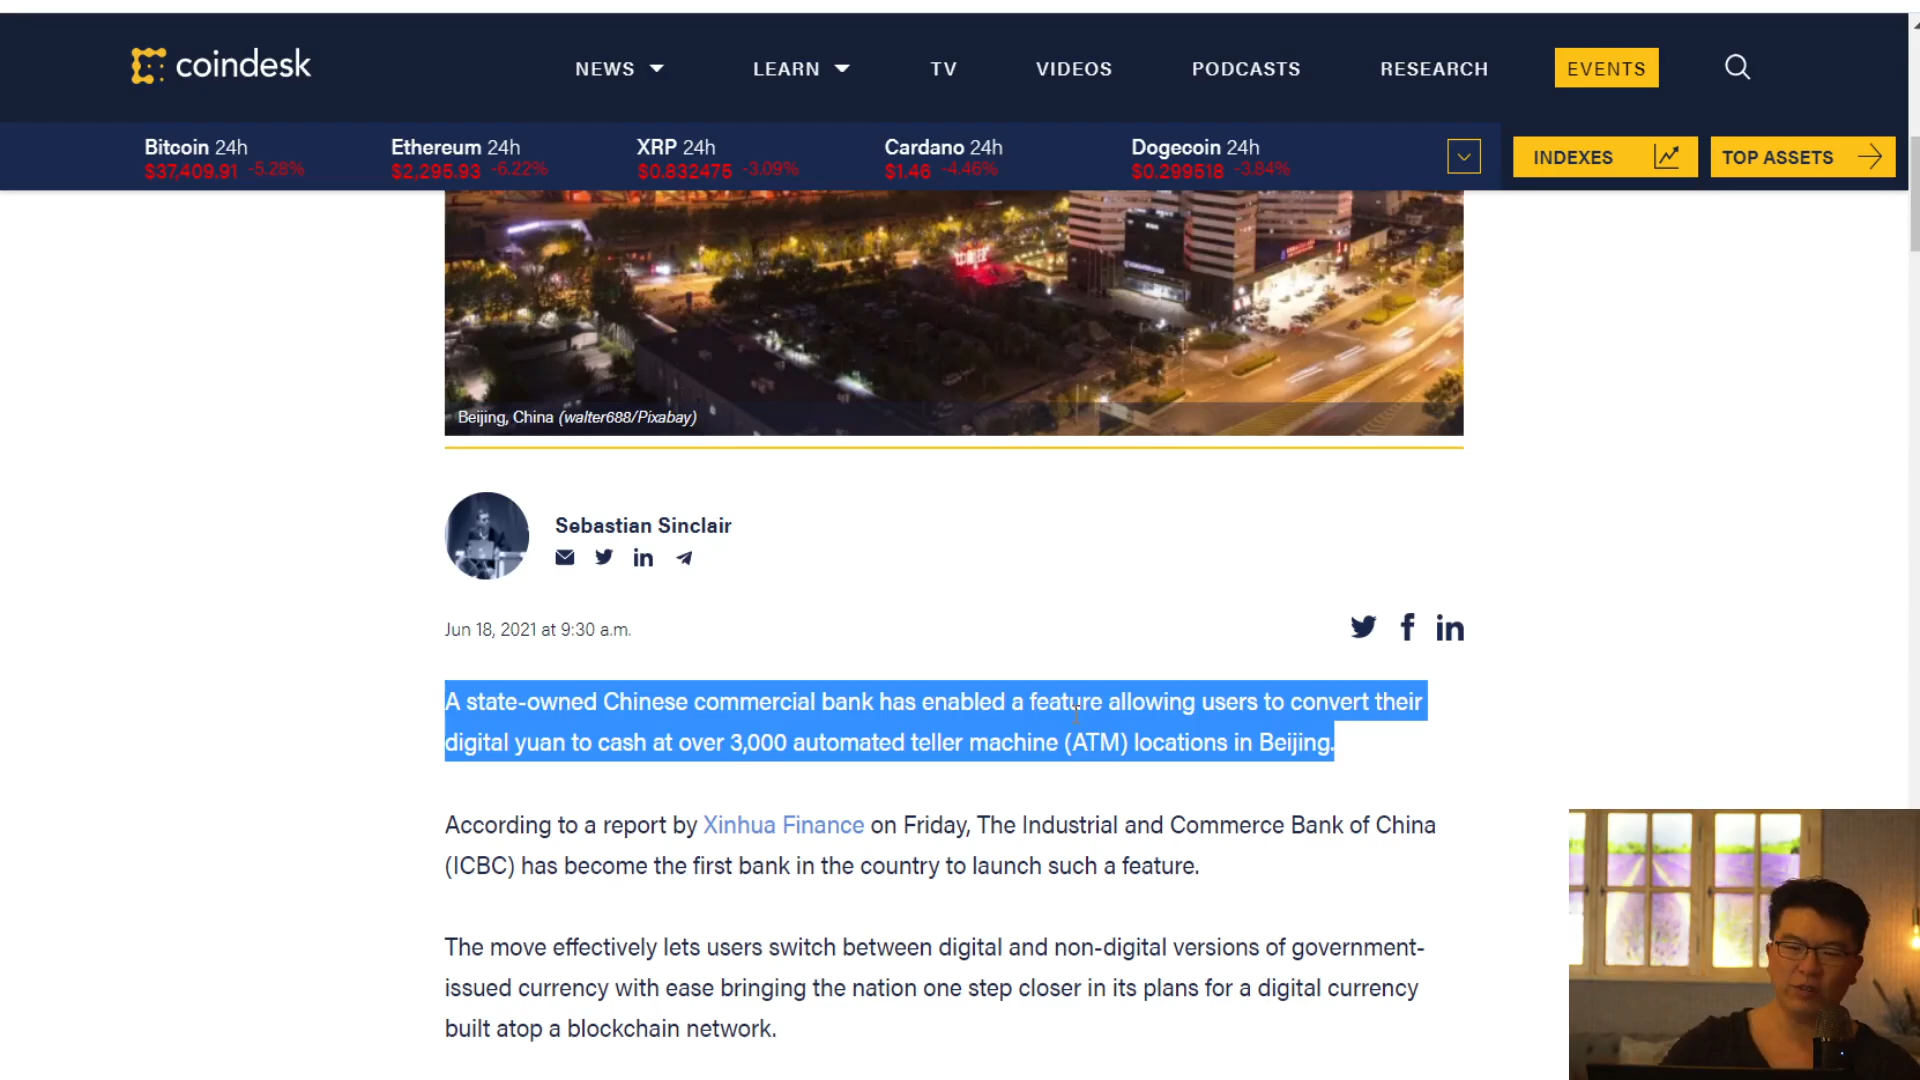 coindesk
NEWS
LEARN
TV
VIDEOS
PODCASTS
RESEARCH
EVENTS
Bitcoin 24h
$37,409.91 -5.28%
Ethereum 24h
$2,295.93 -6.22%
XRP 24h
$0.832475 -3.09%
Cardano 24h
$1.46 -4.46%
Dogecoin 24h
$0.299518 -3.84%
INDEXES
TOP ASSETS
Beijing, China (walter688/Pixabay)
Sebastian Sinclair
Jun 18, 2021 at 9:30 a.m.
A state-owned Chinese commercial bank has enabled a feature allowing users to convert their
digital yuan to cash at over 3,000 automated teller machine (ATM) locations in Beijing.
According to a report by Xinhua Finance on Friday, The Industrial and Commerce Bank of China
(ICBC) has become the first bank in the country to launch such a feature.
The move effectively lets users switch between digital and non-digital versions of government-
issued currency with ease bringing the nation one step closer in its plans for a digital currency
built atop a blockchain network.